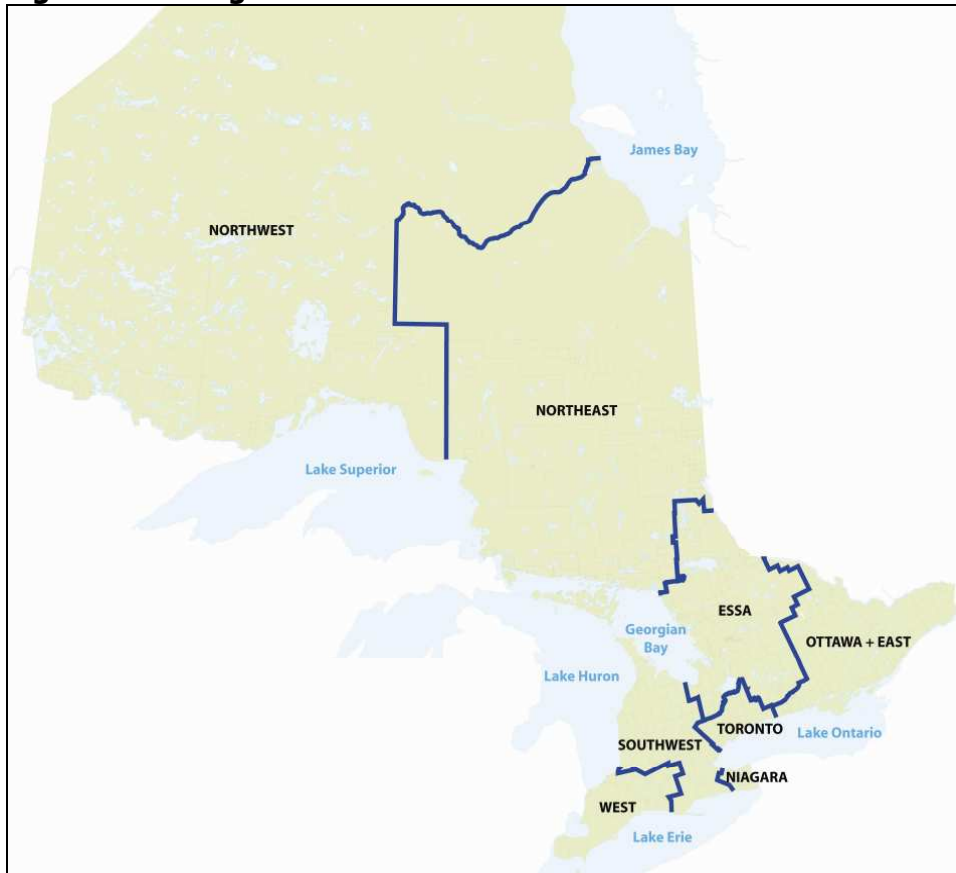 James Bay
NORTHWEST
NORTHEAST
Lake Superior
ESSA
Georgian
Bay
OTTAWA + EAST
Lake Huron
TORONTO
Lake Ontario
SOUTHWEST
NIAGARA
WEST
Lake Erie